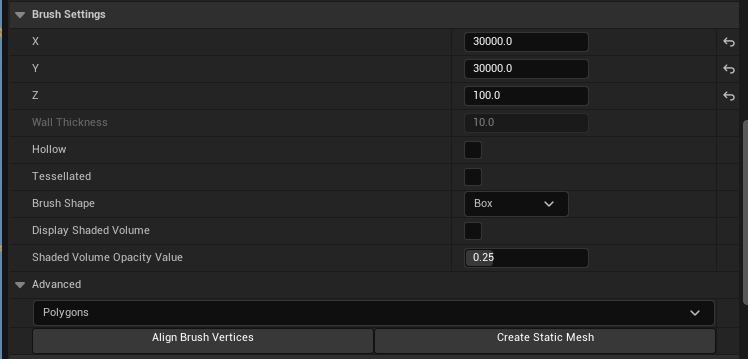 Brush Settings
X 30000.0
Y 30000.0
Z 100.0
Wall Thickness 10.0
Hollow
Tessellated
Brush Shape Box
Display Shaded Volume
Shaded Volume Opacity Value 0.25
Advanced
Polygons
Align Brush Vertices Create Static Mesh